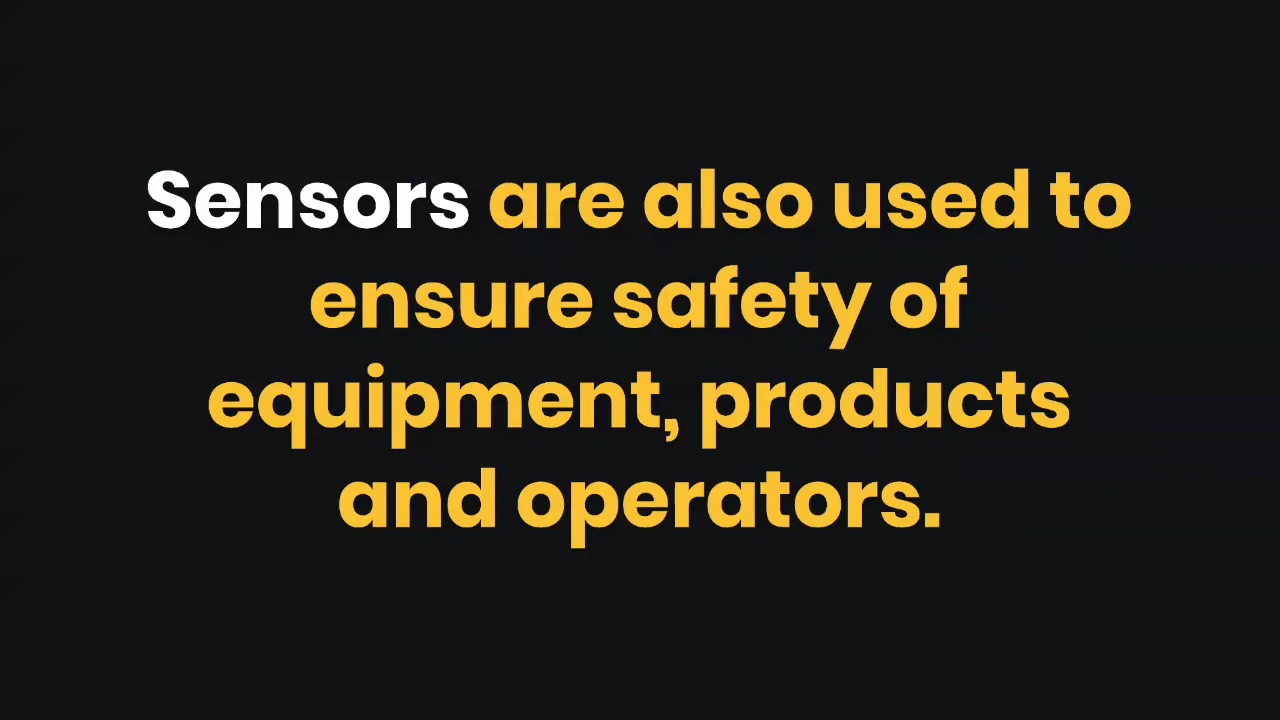 Sensors are also used to
ensure safety of
equipment, products
and operators.